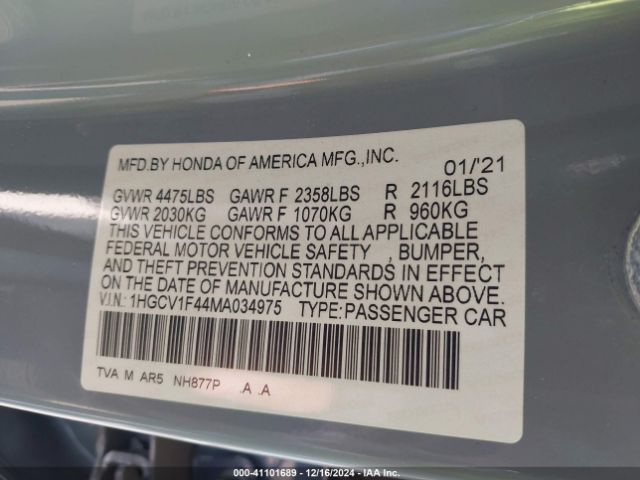 MFD.BY HONDA OF AMERICA MFG.,INC. 01/'21
GVWR 4475LBS GAWR F 2358LBS R 2116LBS
GVWR 2030KG GAWR F 1070KG R 960KG
THIS VEHICLE CONFORMS TO ALL APPLICABLE
FEDERAL MOTOR VEHICLE SAFETY , BUMPER,
AND THEFT PREVENTION STANDARDS IN EFFECT
ON THE DATE OF MANUFACTURE SHOWN ABOVE.
V.I.N.: 1HGCV1F44MA034975 TYPE:PASSENGER CAR
TVA M AR5 NH877P .A .A
000-41101689 - 12/16/2024 - IAA Inc.